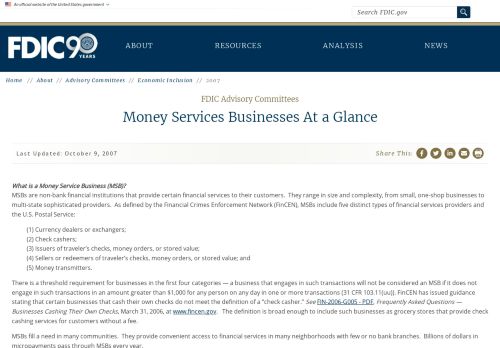 An official website of the United States government
Search FDIC.gov
FDIC 90 YEARS
ABOUT RESOURCES ANALYSIS NEWS
Home // About // Advisory Committees // Economic Inclusion // 2007
FDIC Advisory Committees
Money Services Businesses At a Glance
Last Updated: October 9, 2007
Share This:
What is a Money Service Business (MSB)?
MSBs are non-bank financial institutions that provide certain financial services to their customers. They range in size and complexity, from small, one-shop businesses to
multi-state sophisticated providers. As defined by the Financial Crimes Enforcement Network (FinCEN), MSBs include five distinct types of financial services providers and
the U.S. Postal Service:
(1) Currency dealers or exchangers;
(2) Check cashers;
(3) Issuers of traveler's checks, money orders, or stored value;
(4) Sellers or redeemers of traveler's checks, money orders, or stored value; and
(5) Money transmitters.
There is a threshold requirement for businesses in the first four categories — a business that engages in such transactions will not be considered an MSB if it does not
engage in such transactions in an amount greater than $1,000 for any person on any day in one or more transactions (31 CFR 103.11(uu)). FinCEN has issued guidance
stating that certain businesses that cash their own checks do not meet the definition of a "check casher." See FIN-2006-G005 - PDF, Frequently Asked Questions —
Businesses Cashing Their Own Checks, March 31, 2006, at www.fincen.gov. The definition is broad enough to include such businesses as grocery stores that provide check
cashing services for customers without a fee.
MSBs fill a need in many communities. They provide convenient access to financial services in many neighborhoods with few or no bank branches. Billions of dollars in
micropayments pass through MSBs every year.